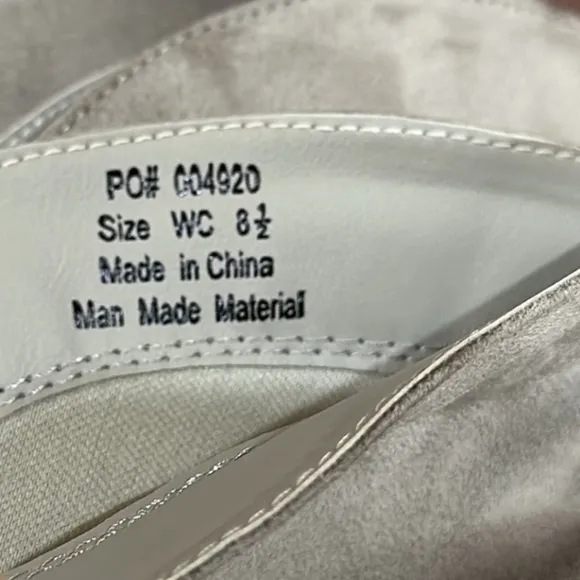 PO# G04920
Size WC 8½
Made in China
Man Made Material